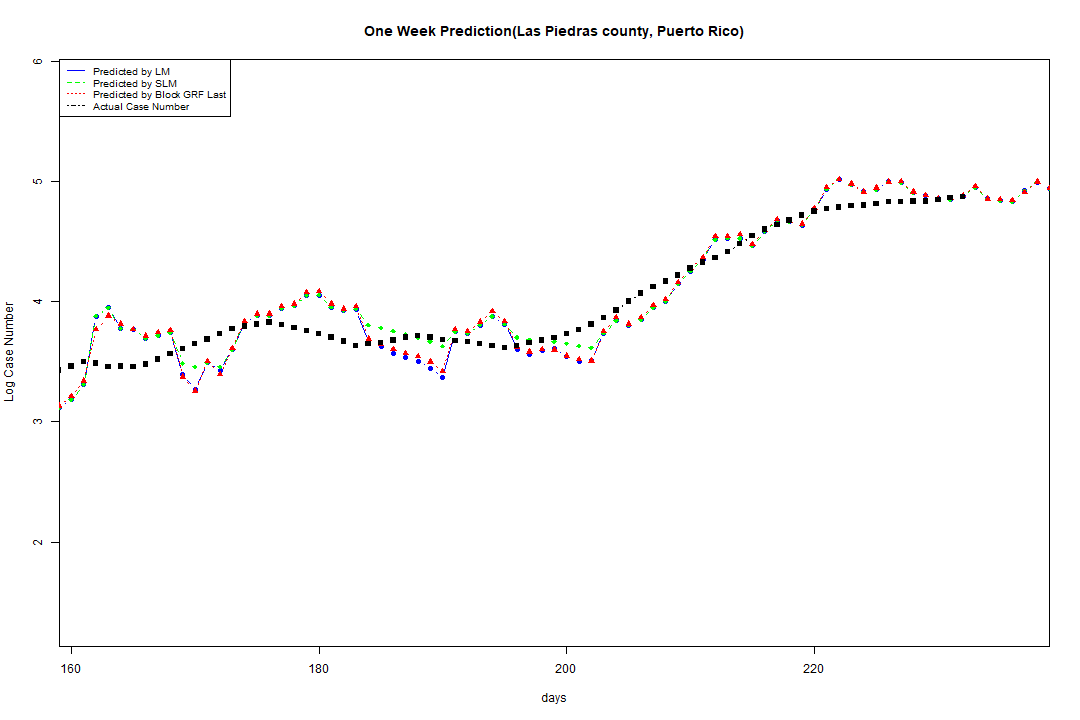 One Week Prediction(Las Piedras county, Puerto Rico)
Predicted by LM
Predicted by SLM
Predicted by Block GRF Last
Actual Case Number
6
5
4
3
2
Log Case Number
160 180 200 220
days